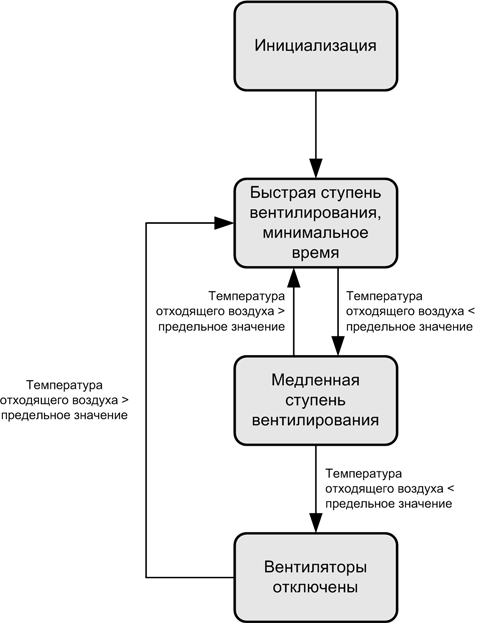 Инициализация
Быстрая ступень
вентилирования,
минимальное
время
Температура
отходящего воздуха >
предельное значение
Температура
отходящего воздуха <
предельное значение
Медленная
ступень
вентилирования
Температура
отходящего воздуха >
предельное значение
Температура
отходящего воздуха <
предельное значение
Вентиляторы
отключены